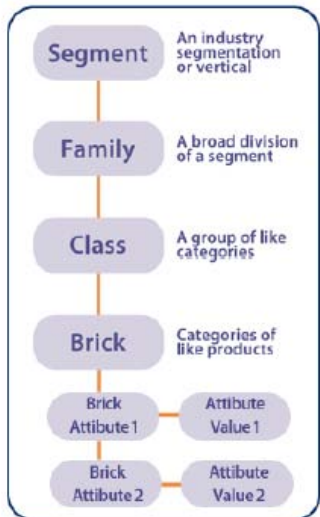 Segment
An industry
segmentation
or vertical
Family
A broad division
of a segment
Class
A group of like
categories
Brick
Categories of
like products
Brick
Attibute 1
Attibute
Value 1
Brick
Attibute 2
Attibute
Value 2